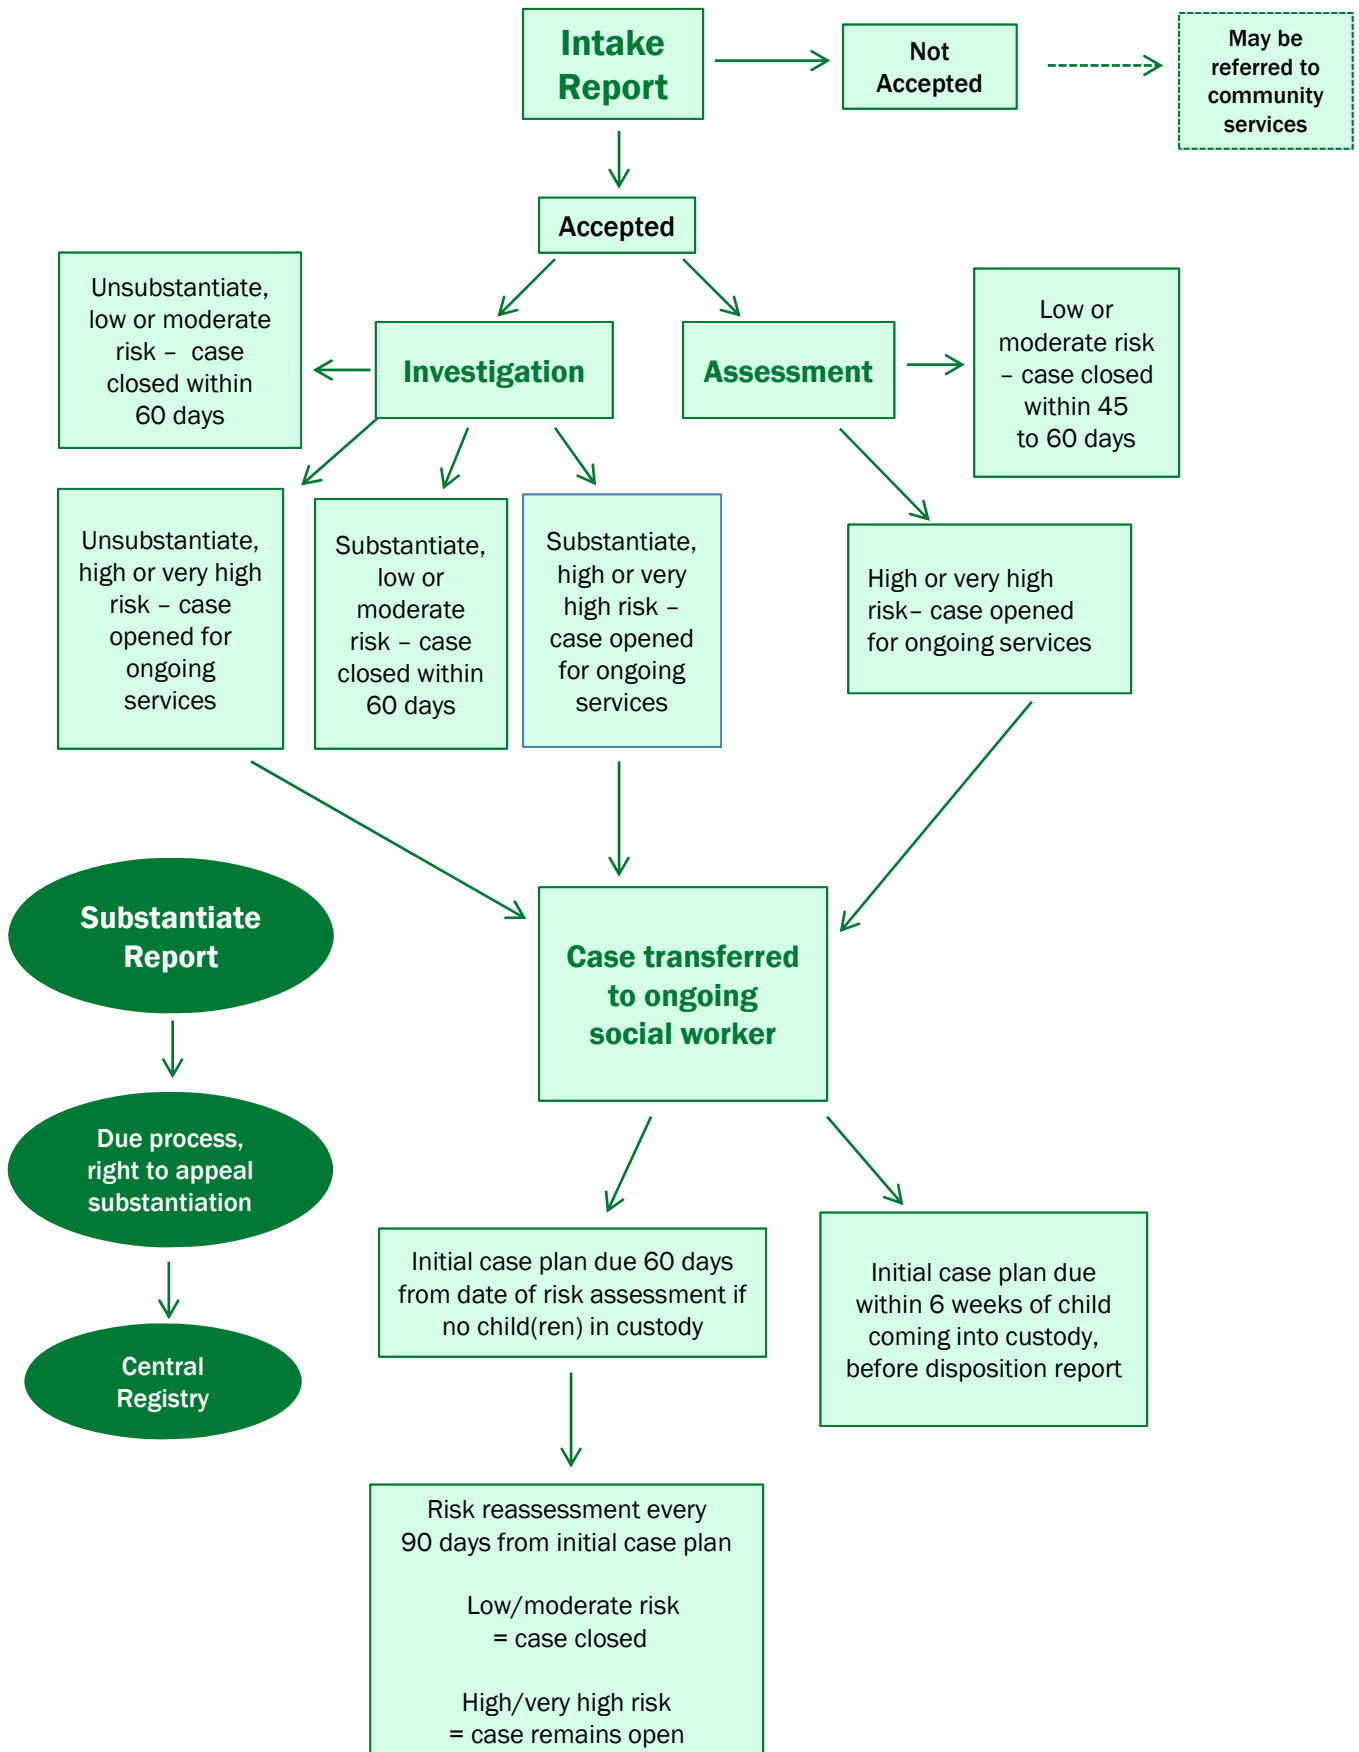 Intake
Report
Not
Accepted
May be
referred to
community
services
Accepted
Unsubstantiate,
low or moderate
risk – case
closed within
60 days
Investigation
Assessment
Low or
moderate risk
– case closed
within 45
to 60 days
Unsubstantiate,
high or very high
risk – case
opened for
ongoing
services
Substantiate,
low or
moderate
risk – case
closed within
60 days
Substantiate,
high or very
high risk –
case opened
for ongoing
services
High or very high
risk– case opened
for ongoing services
Substantiate
Report
Case transferred
to ongoing
social worker
Due process,
right to appeal
substantiation
Central
Registry
Initial case plan due 60 days
from date of risk assessment if
no child(ren) in custody
Initial case plan due
within 6 weeks of child
coming into custody,
before disposition report
Risk reassessment every
90 days from initial case plan
Low/moderate risk
= case closed
High/very high risk
= case remains open